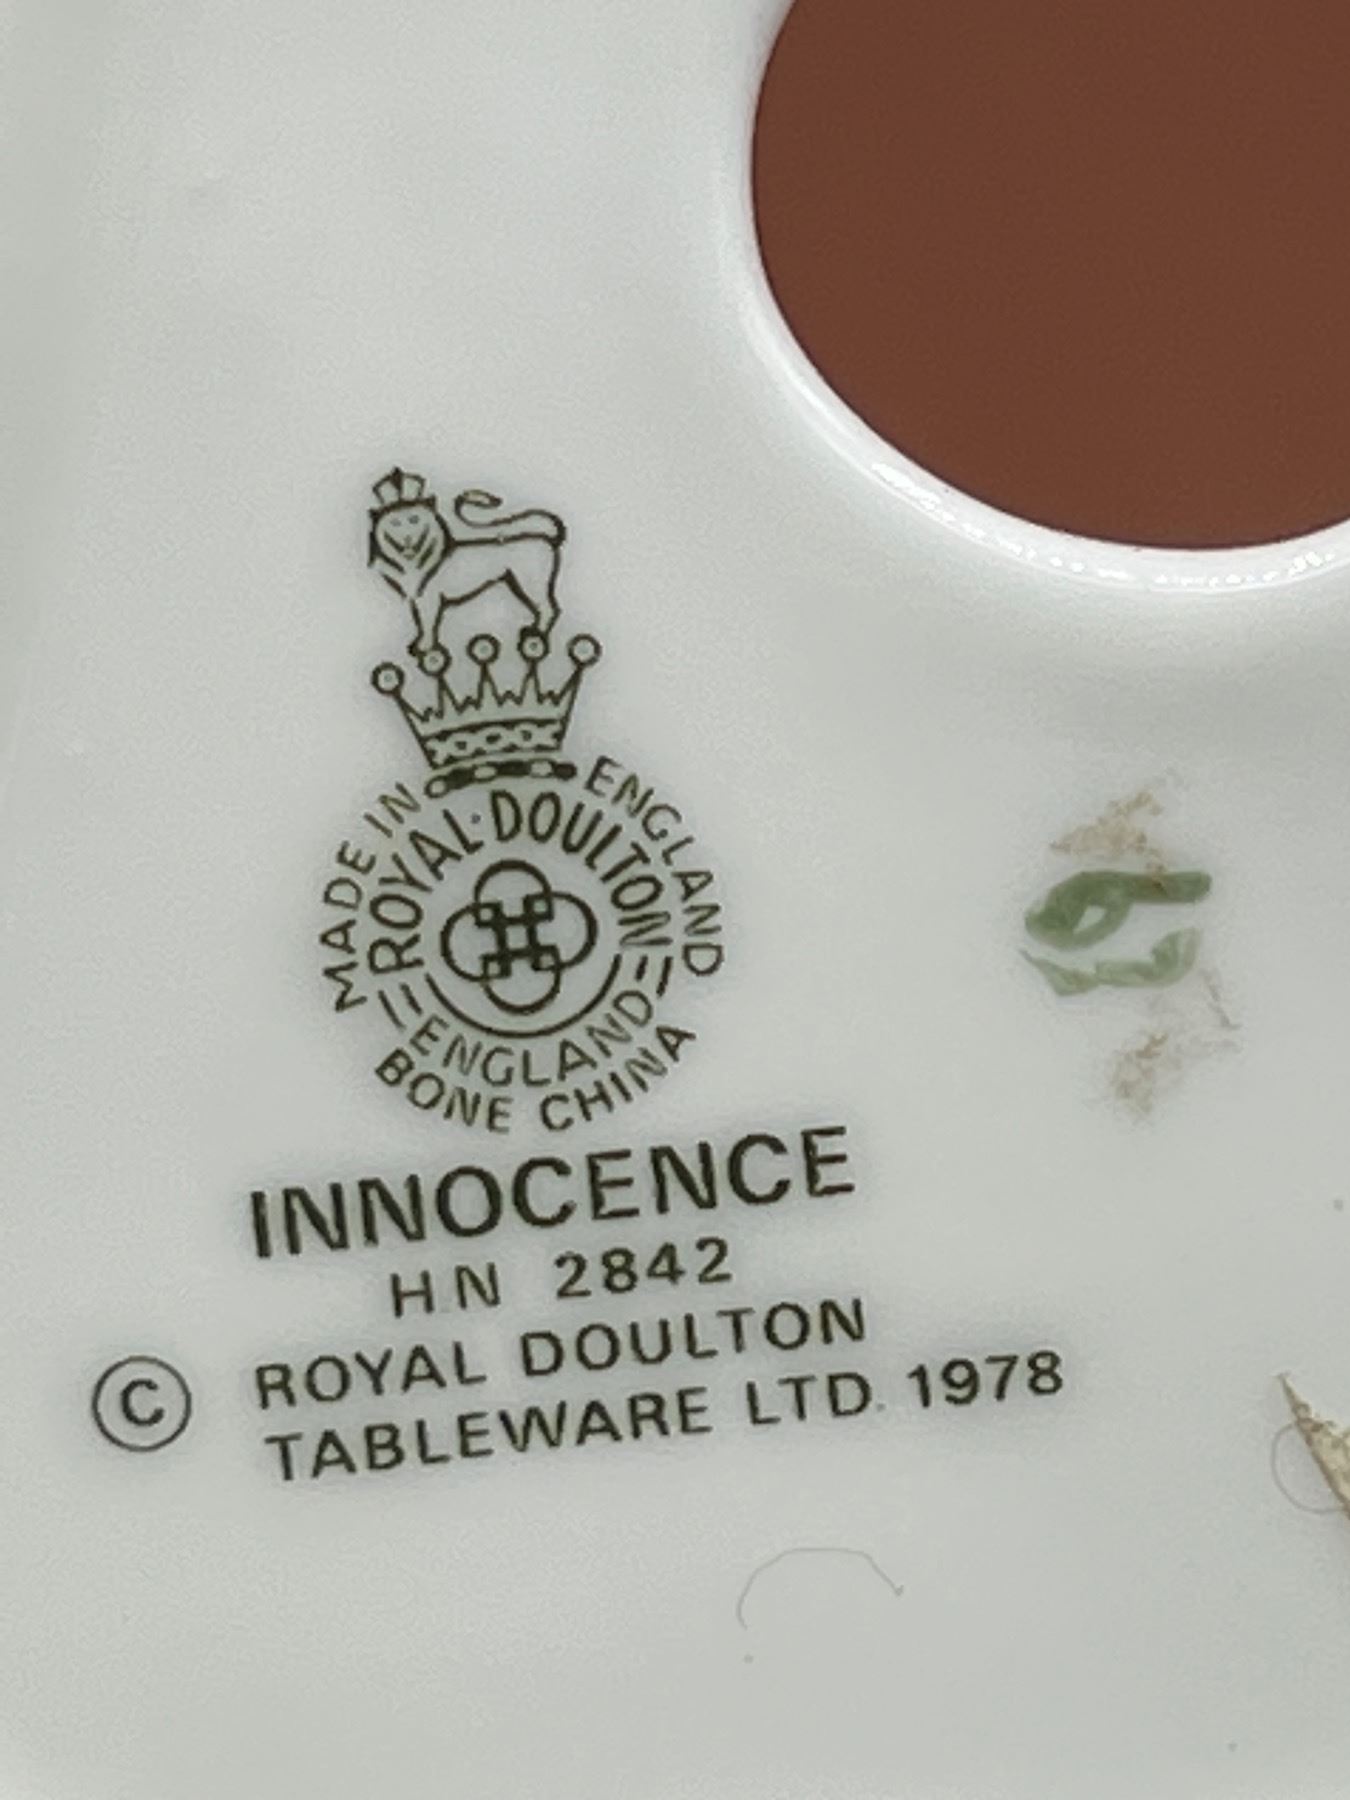 MADE IN ENGLAND
ROYAL·DOULTON
ENGLAND
BONE CHINA
INNOCENCE
HN 2842
© ROYAL DOULTON
TABLEWARE LTD. 1978